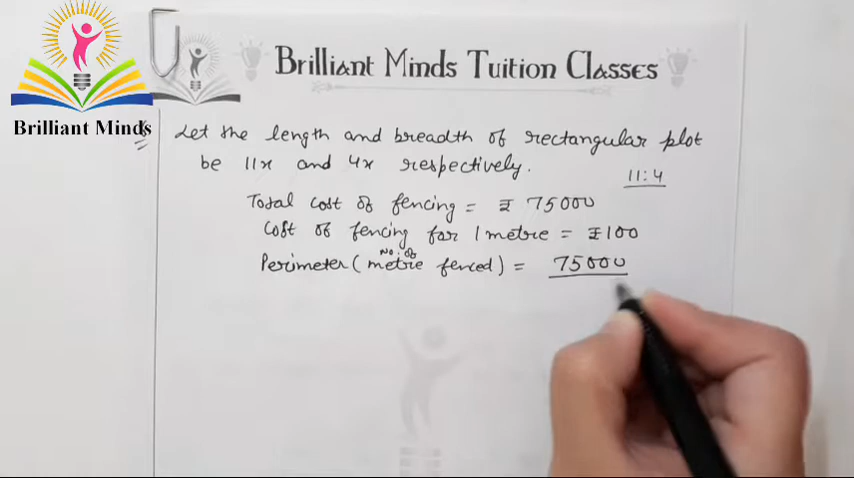 Brilliant Minds Tuition Classes
Brilliant Minds
Let the length and breadth of rectangular plot
be 11x and 4x respectively.
11:4
Total cost of fencing = ₹ 75000
Cost of fencing for 1 metre = ₹100
Perimeter (metre fenced) = 75000
No. of